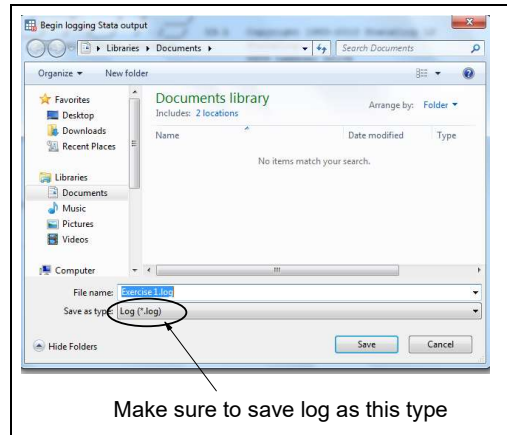 Begin logging Stata output
Libraries ▸ Documents ▸
Search Documents
Organize ▾ New folder
Favorites
Desktop
Downloads
Recent Places
Libraries
Documents
Music
Pictures
Videos
Computer
Documents library
Includes: 2 locations
Arrange by: Folder ▾
Name Date modified Type
No items match your search.
File name: Exercise 1.log
Save as type: Log (*.log)
Hide Folders
Save Cancel
Make sure to save log as this type